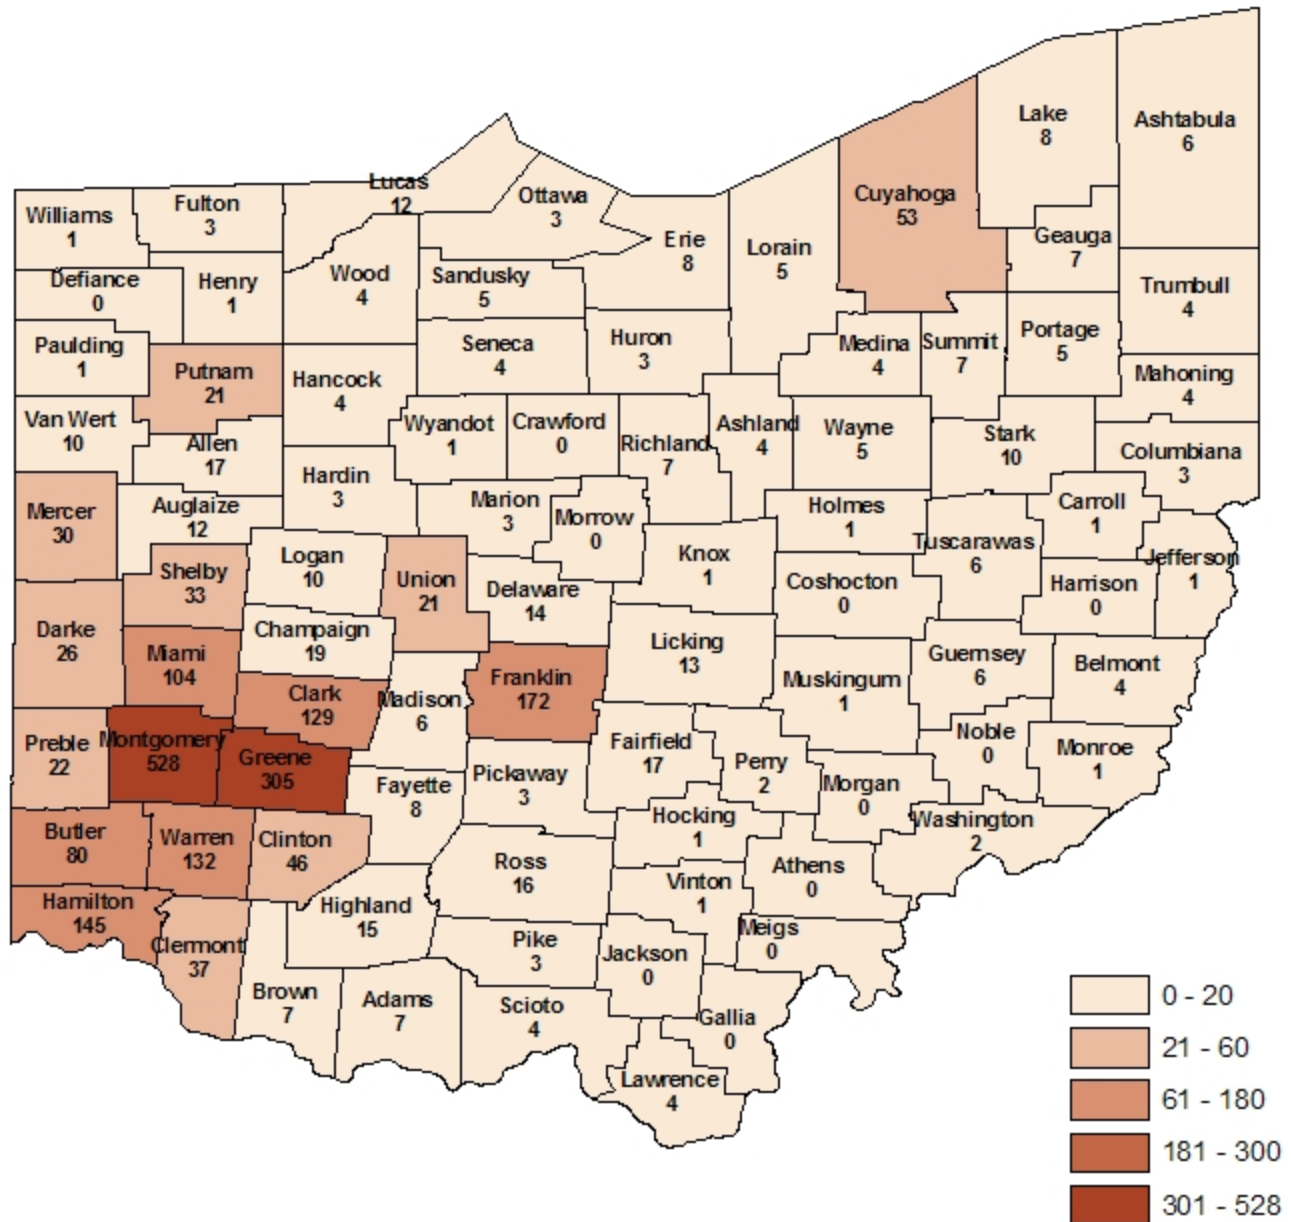 Lake
8
Ashtabula
6
Cuyahoga
53
Lucas
12
Ottawa
3
Williams
1
Fulton
3
Erie
8
Lorain
5
Geauga
7
Defiance
0
Henry
1
Wood
4
Sandusky
5
Trumbull
4
Paulding
1
Putnam
21
Hancock
4
Seneca
4
Huron
3
Medina
4
Summit
7
Portage
5
Mahoning
4
Van Wert
10
Allen
17
Wyandot
1
Crawford
0
Richland
7
Ashland
4
Wayne
5
Stark
10
Columbiana
3
Mercer
30
Auglaize
12
Hardin
3
Marion
3
Morrow
0
Holmes
1
Carroll
1
Tuscarawas
6
Jefferson
1
Shelby
33
Logan
10
Union
21
Delaware
14
Knox
1
Coshocton
0
Harrison
0
Darke
26
Miami
104
Champaign
19
Licking
13
Guernsey
6
Belmont
4
Clark
129
Madison
6
Franklin
172
Muskingum
1
Preble
22
Montgomery
528
Greene
305
Fayette
8
Pickaway
3
Fairfield
17
Perry
2
Morgan
0
Noble
0
Monroe
1
Butler
80
Warren
132
Clinton
46
Ross
16
Hocking
1
Washington
2
Athens
0
Vinton
1
Hamilton
145
Clermont
37
Highland
15
Pike
3
Jackson
0
Meigs
0
Brown
7
Adams
7
Scioto
4
Gallia
0
Lawrence
4
0 - 20
21 - 60
61 - 180
181 - 300
301 - 528